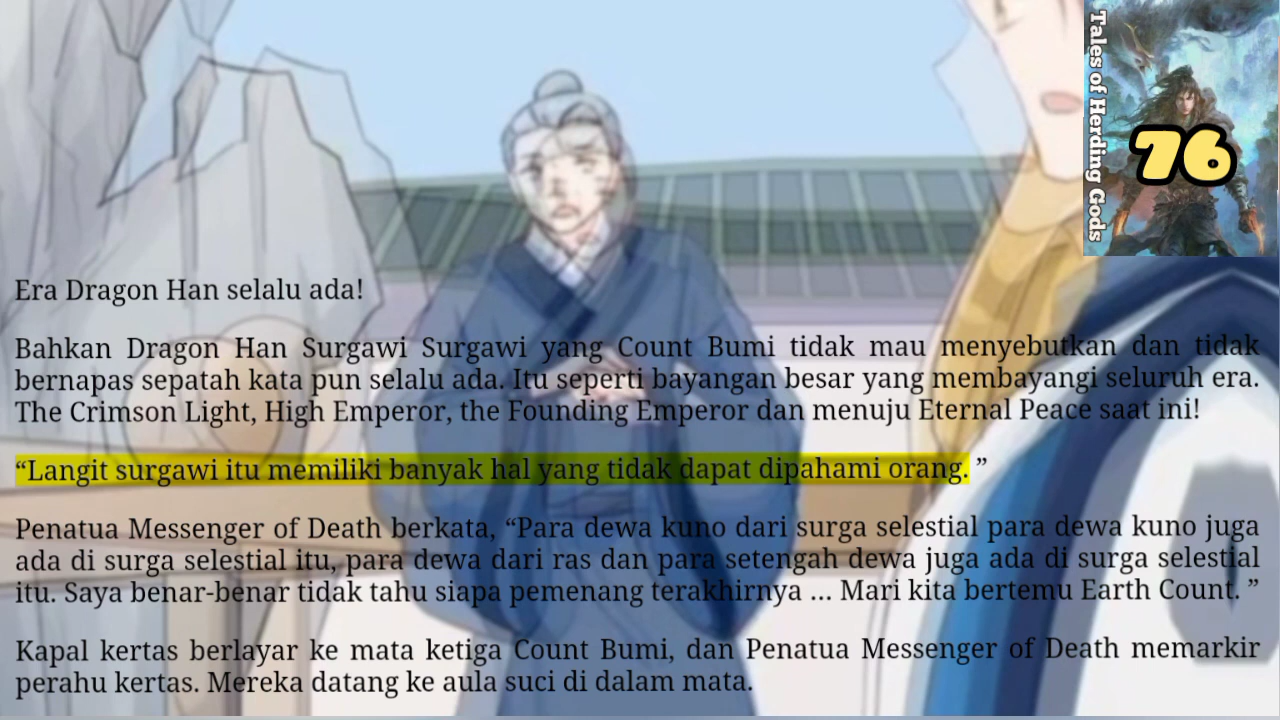 Tales of Herding Gods
76
Era Dragon Han selalu ada!
Bahkan Dragon Han Surgawi Surgawi yang Count Bumi tidak mau menyebutkan dan tidak
bernapas sepatah kata pun selalu ada. Itu seperti bayangan besar yang membayangi seluruh era.
The Crimson Light, High Emperor, the Founding Emperor dan menuju Eternal Peace saat ini!
“Langit surgawi itu memiliki banyak hal yang tidak dapat dipahami orang. ”
Penatua Messenger of Death berkata, “Para dewa kuno dari surga selestial para dewa kuno juga
ada di surga selestial itu, para dewa dari ras dan para setengah dewa juga ada di surga selestial
itu. Saya benar-benar tidak tahu siapa pemenang terakhirnya ... Mari kita bertemu Earth Count. ”
Kapal kertas berlayar ke mata ketiga Count Bumi, dan Penatua Messenger of Death memarkir
perahu kertas. Mereka datang ke aula suci di dalam mata.